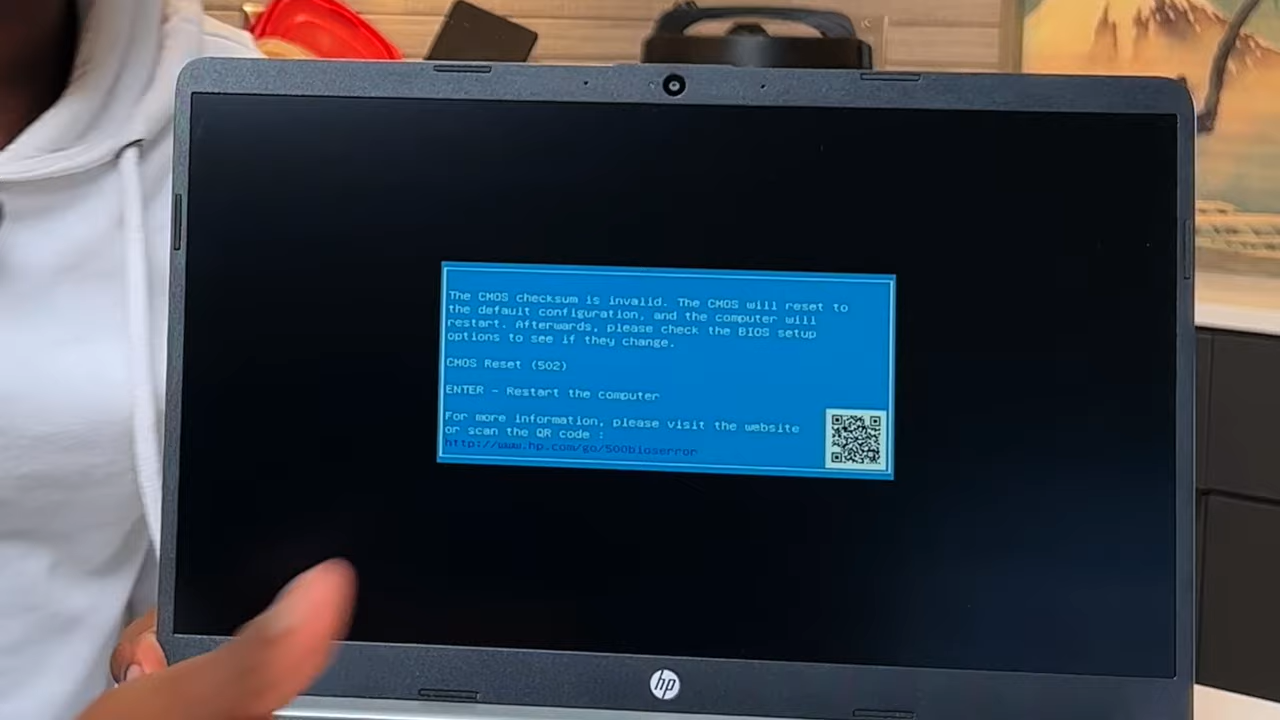 The CMOS checksum is invalid. The CMOS will reset to
the default configuration, and the computer will
restart. Afterwards, please check the BIOS setup
options to see if they change.
CMOS Reset (502)
ENTER - Restart the computer
For more information, please visit the website
or scan the QR code :
http://www.hp.com/go/500bioserror
hp